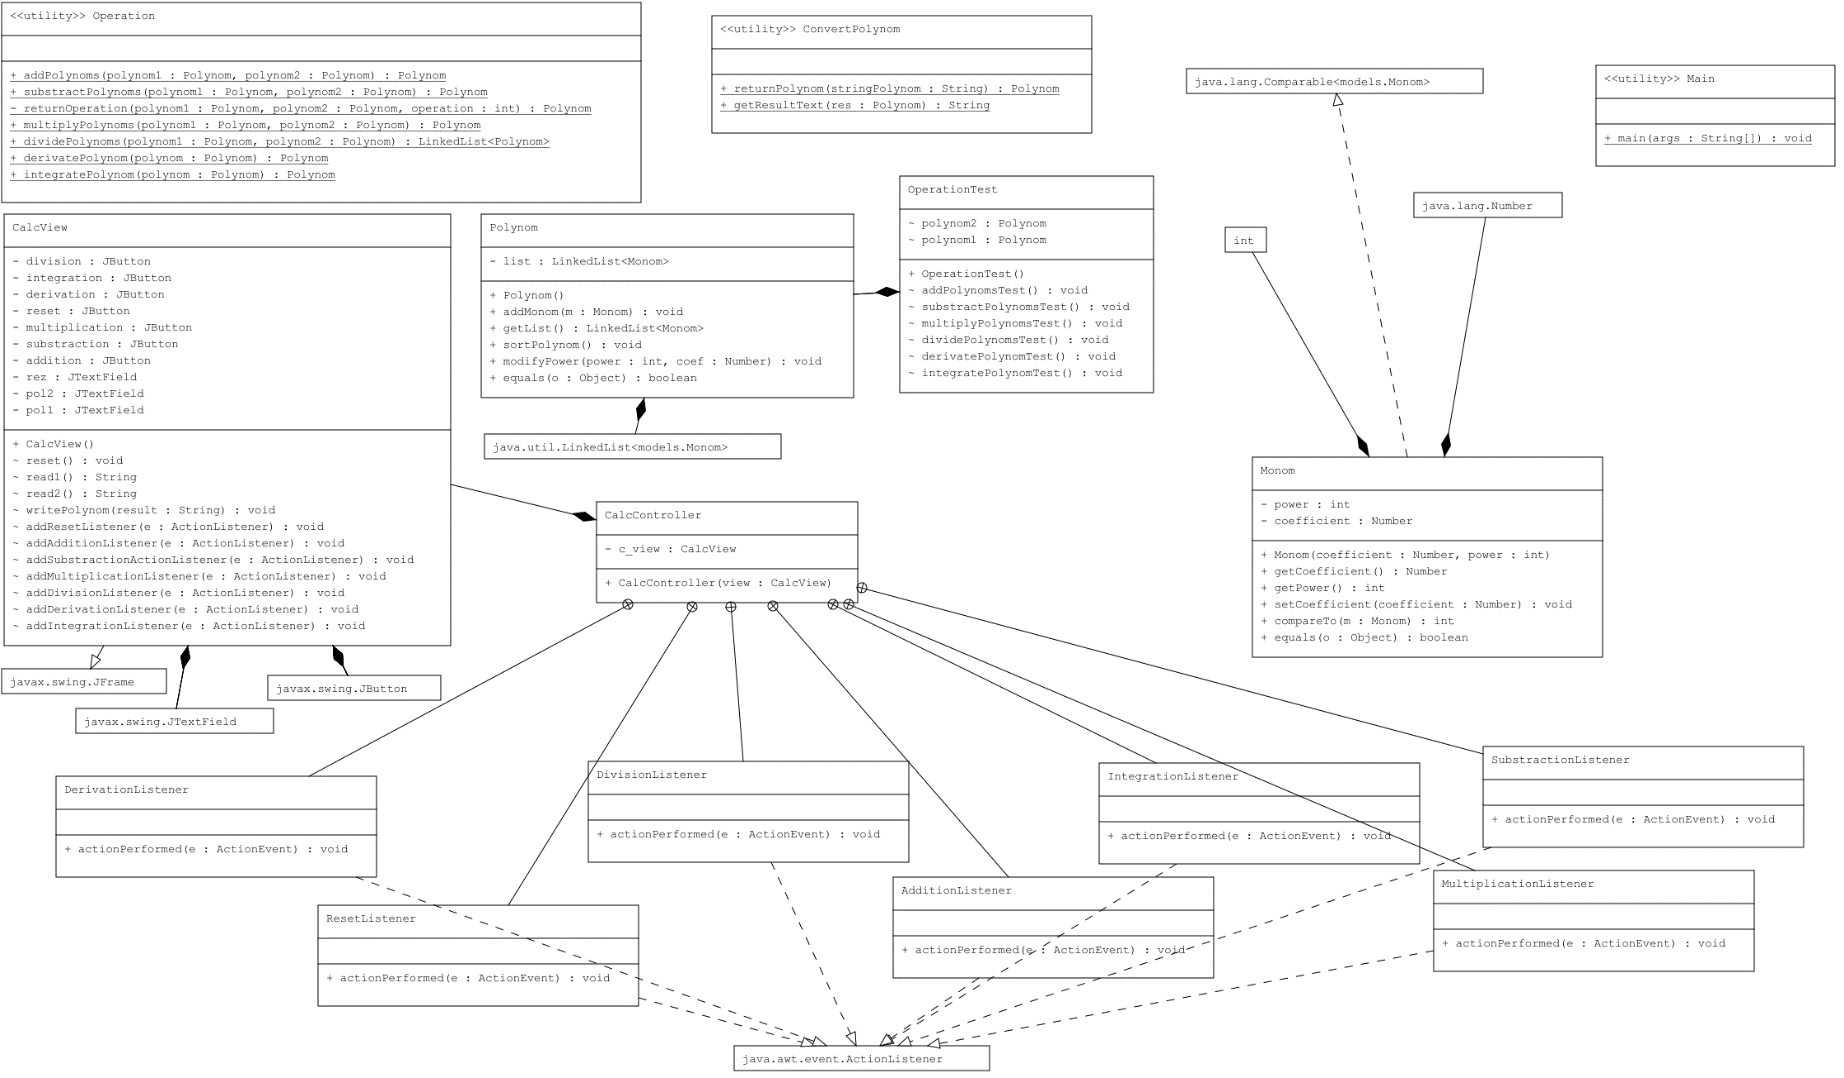 <<utility>> Operation
+ addPolynoms(polynom1 : Polynom, polynom2 : Polynom) : Polynom
+ substractPolynoms(polynom1 : Polynom, polynom2 : Polynom) : Polynom
- returnOperation(polynom1 : Polynom, polynom2 : Polynom, operation : int) : Polynom
+ multiplyPolynoms(polynom1 : Polynom, polynom2 : Polynom) : Polynom
+ dividePolynoms(polynom1 : Polynom, polynom2 : Polynom) : LinkedList<Polynom>
+ derivatePolynom(polynom : Polynom) : Polynom
+ integratePolynom(polynom : Polynom) : Polynom
<<utility>> ConvertPolynom
+ returnPolynom(stringPolynom : String) : Polynom
+ getResultText(res : Polynom) : String
java.lang.Comparable<models.Monom>
<<utility>> Main
+ main(args : String[]) : void
CalcView
- division : JButton
- integration : JButton
- derivation : JButton
- reset : JButton
- multiplication : JButton
- substraction : JButton
- addition : JButton
- rez : JTextField
- pol2 : JTextField
- pol1 : JTextField
+ CalcView()
~ reset() : void
~ read1() : String
~ read2() : String
~ writePolynom(result : String) : void
~ addResetListener(e : ActionListener) : void
~ addAdditionListener(e : ActionListener) : void
~ addSubstractionActionListener(e : ActionListener) : void
~ addMultiplicationListener(e : ActionListener) : void
~ addDivisionListener(e : ActionListener) : void
~ addDerivationListener(e : ActionListener) : void
~ addIntegrationListener(e : ActionListener) : void
Polynom
- list : LinkedList<Monom>
+ Polynom()
+ addMonom(m : Monom) : void
+ getList() : LinkedList<Monom>
+ sortPolynom() : void
+ modifyPower(power : int, coef : Number) : void
+ equals(o : Object) : boolean
OperationTest
~ polynom2 : Polynom
~ polynom1 : Polynom
+ OperationTest()
~ addPolynomsTest() : void
~ substractPolynomsTest() : void
~ multiplyPolynomsTest() : void
~ dividePolynomsTest() : void
~ derivatePolynomTest() : void
~ integratePolynomTest() : void
int
java.lang.Number
java.util.LinkedList<models.Monom>
CalcController
- c_view : CalcView
+ CalcController(view : CalcView)
Monom
- power : int
- coefficient : Number
+ Monom(coefficient : Number, power : int)
+ getCoefficient() : Number
+ getPower() : int
+ setCoefficient(coefficient : Number) : void
+ compareTo(m : Monom) : int
+ equals(o : Object) : boolean
javax.swing.JFrame
javax.swing.JButton
javax.swing.JTextField
DerivationListener
+ actionPerformed(e : ActionEvent) : void
DivisionListener
+ actionPerformed(e : ActionEvent) : void
IntegrationListener
+ actionPerformed(e : ActionEvent) : void
SubstractionListener
+ actionPerformed(e : ActionEvent) : void
ResetListener
+ actionPerformed(e : ActionEvent) : void
AdditionListener
+ actionPerformed(e : ActionEvent) : void
MultiplicationListener
+ actionPerformed(e : ActionEvent) : void
java.awt.event.ActionListener